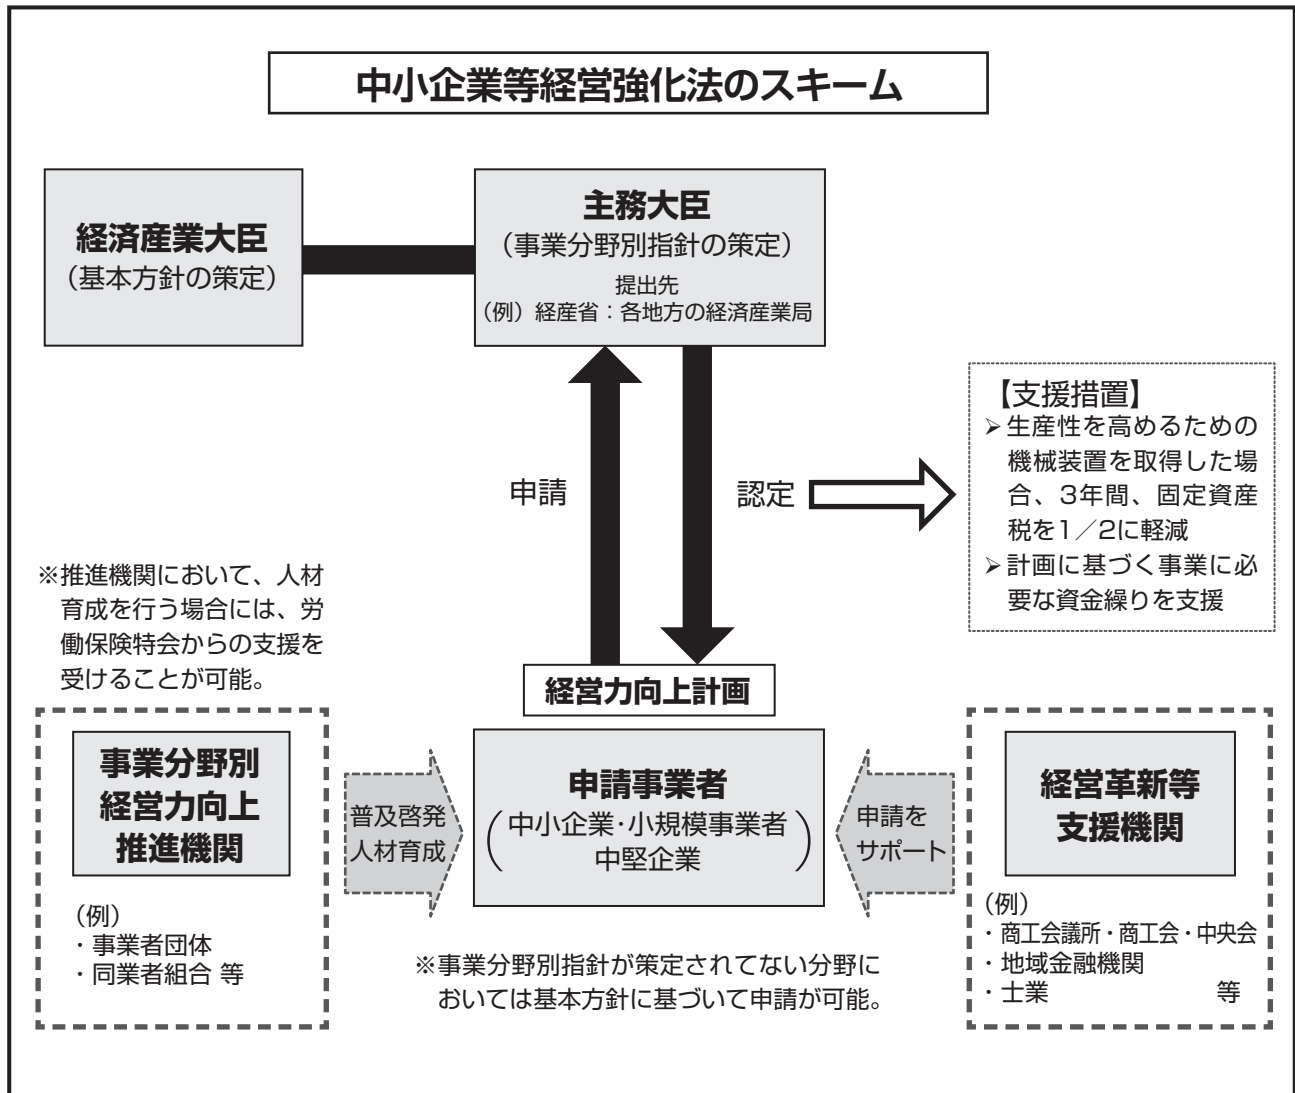 中小企業等経営強化法のスキーム
経済産業大臣
（基本方針の策定）
主務大臣
（事業分野別指針の策定）
提出先
（例）経産省：各地方の経済産業局
申請
認定
【支援措置】
➢生産性を高めるための
機械装置を取得した場
合、3年間、固定資産
税を1／2に軽減
➢計画に基づく事業に必
要な資金繰りを支援
※推進機関において、人材
育成を行う場合には、労
働保険特会からの支援を
受けることが可能。
経営力向上計画
事業分野別
経営力向上
推進機関
（例）
・事業者団体
・同業者組合 等
普及啓発
人材育成
申請事業者
（中小企業・小規模事業者
中堅企業）
申請を
サポート
経営革新等
支援機関
（例）
・商工会議所・商工会・中央会
・地域金融機関
・士業 等
※事業分野別指針が策定されてない分野に
おいては基本方針に基づいて申請が可能。